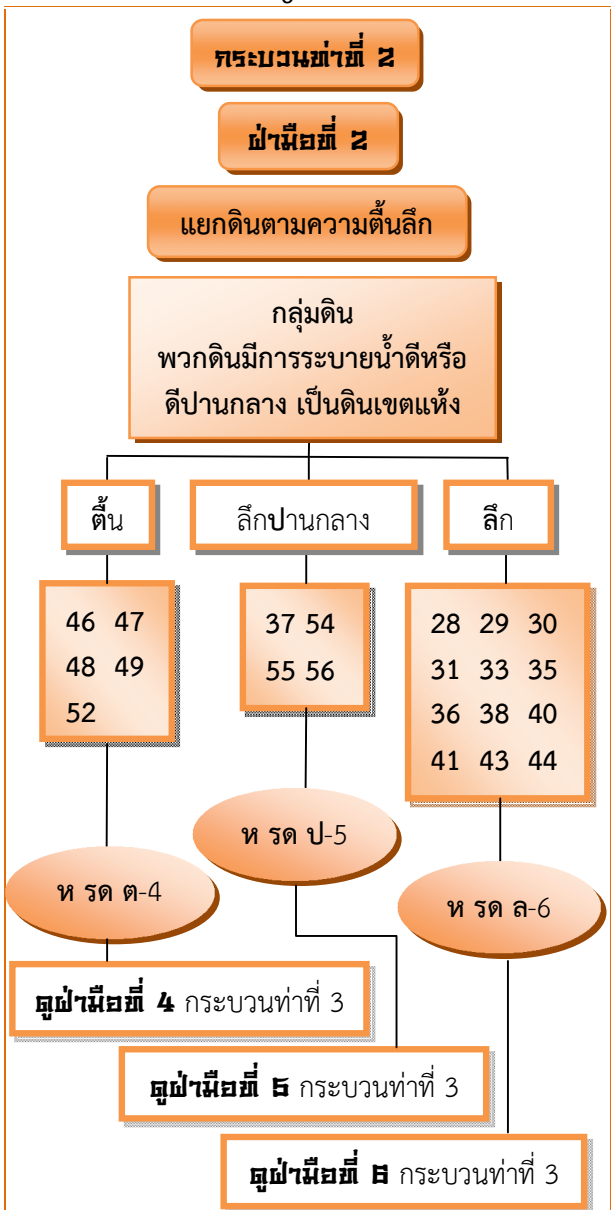 กระบวนท่าที่ 2
ฝ่ามือที่ 2
แยกดินตามความตื้นลึก
กลุ่มดิน
พวกดินมีการระบายน้ำดีหรือ
ดีปานกลาง เป็นดินเขตแห้ง
ตื้น
ลึกปานกลาง
ลึก
46 47
48 49
52
37 54
55 56
28 29 30
31 33 35
36 38 40
41 43 44
ห รด ต-4
ห รด ป-5
ห รด ล-6
ดูฝ่ามือที่ 4 กระบวนท่าที่ 3
ดูฝ่ามือที่ 5 กระบวนท่าที่ 3
ดูฝ่ามือที่ 6 กระบวนท่าที่ 3